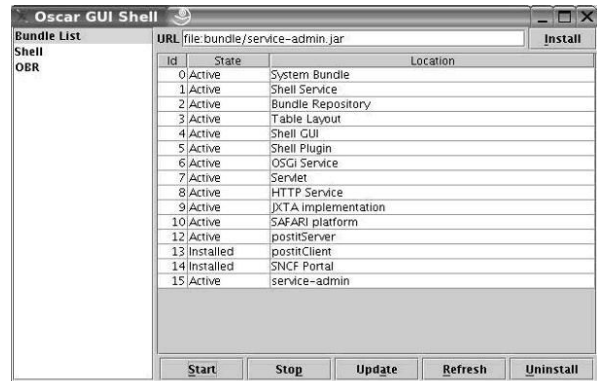 Oscar GUI Shell
Bundle List
Shell
OBR
URL file:bundle/service-admin.jar Install
Id State Location
0 Active System Bundle
1 Active Shell Service
2 Active Bundle Repository
3 Active Table Layout
4 Active Shell GUI
5 Active Shell Plugin
6 Active OSGi Service
7 Active Servlet
8 Active HTTP Service
9 Active JXTA implementation
10 Active SAFARI platform
12 Active postitServer
13 Installed postitClient
14 Installed SNCF Portal
15 Active service-admin
Start Stop Update Refresh Uninstall